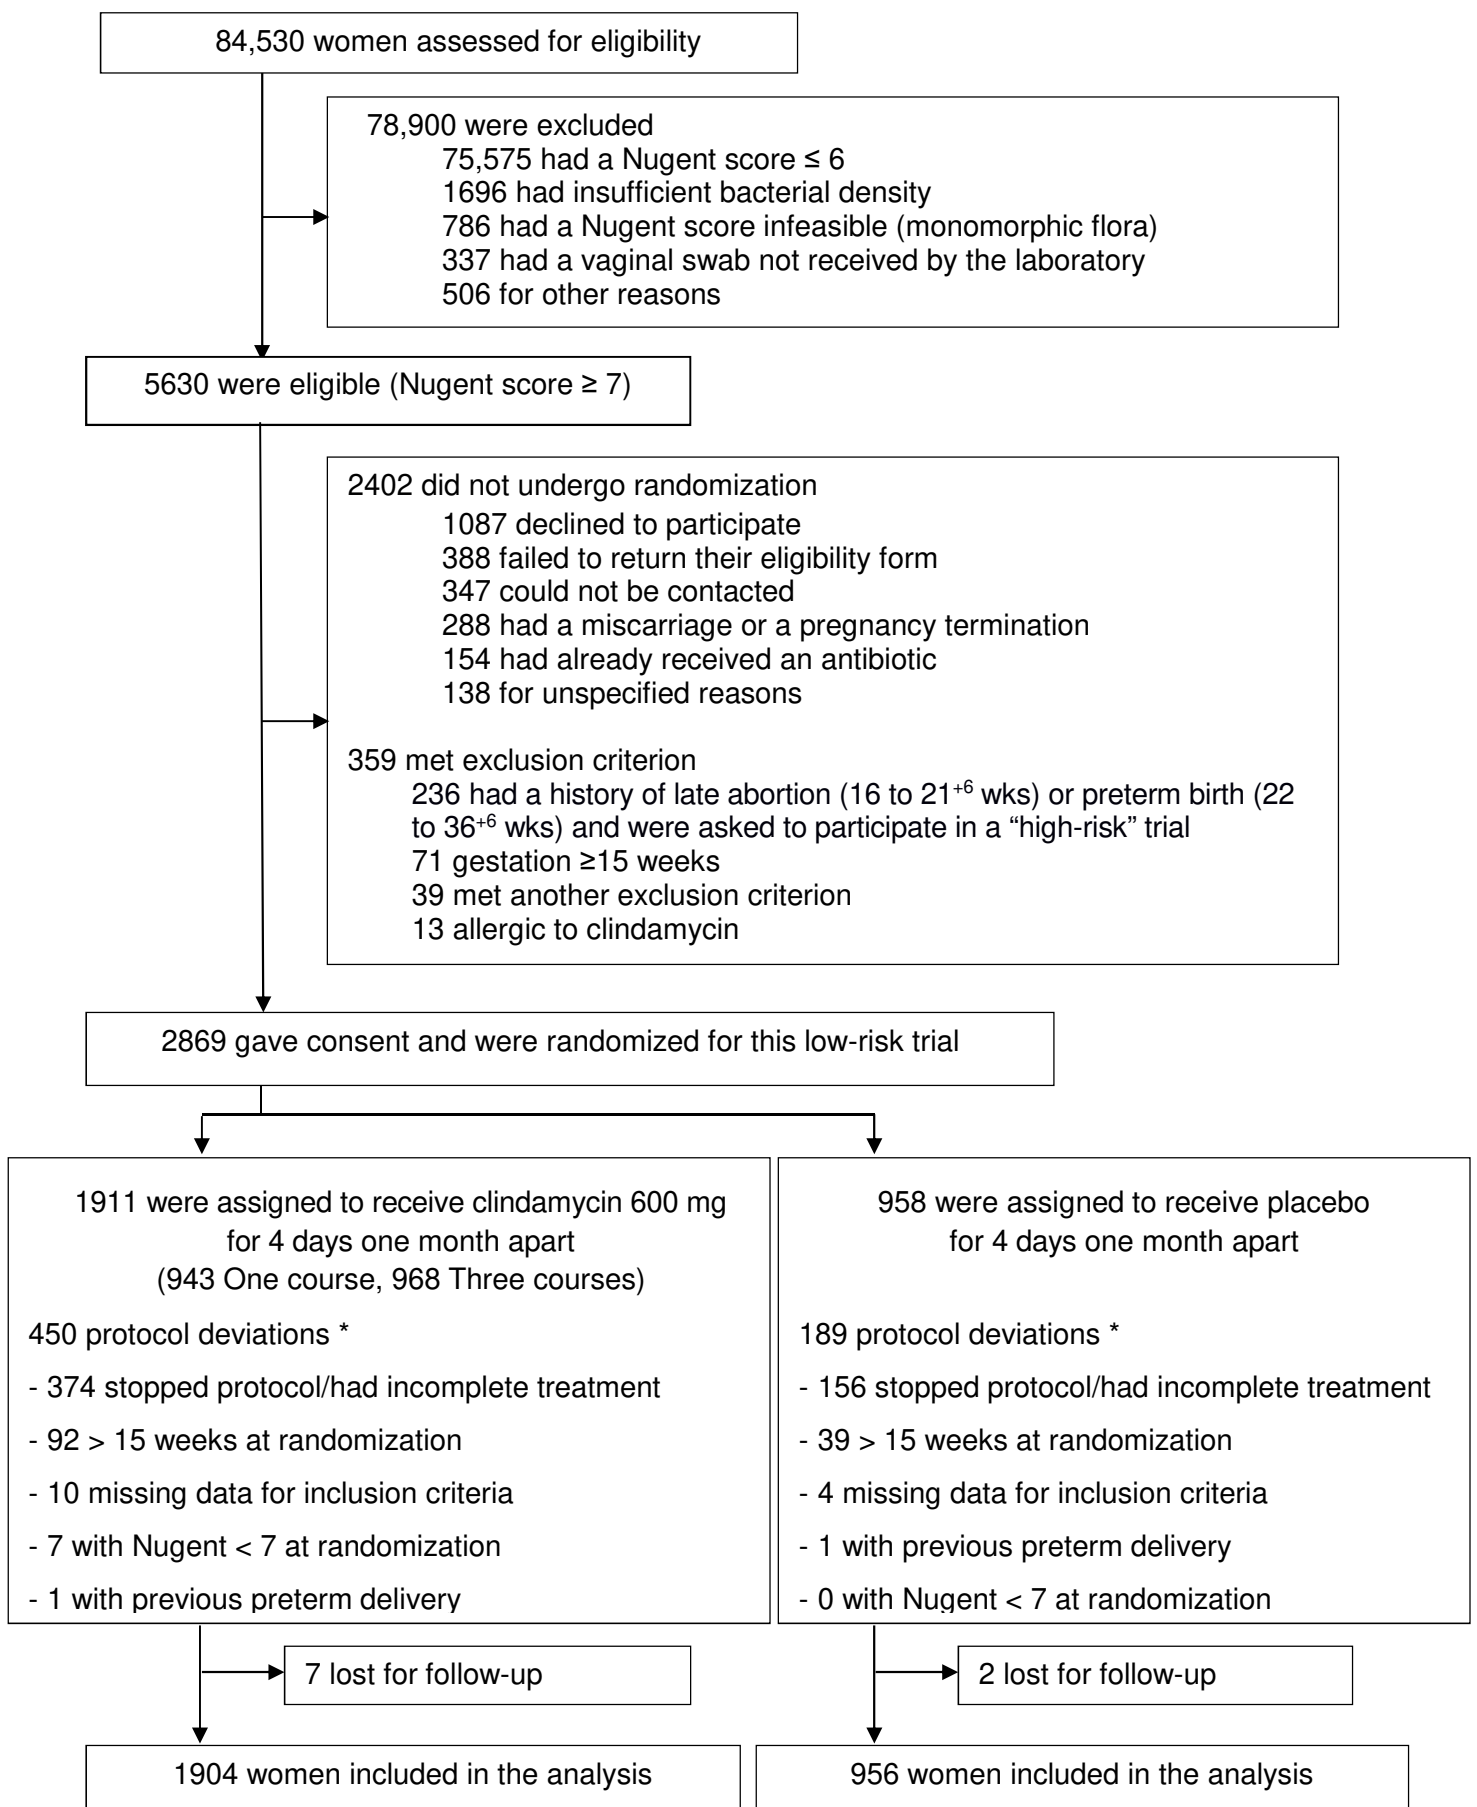 84,530 women assessed for eligibility
78,900 were excluded
75,575 had a Nugent score ≤ 6
1696 had insufficient bacterial density
786 had a Nugent score infeasible (monomorphic flora)
337 had a vaginal swab not received by the laboratory
506 for other reasons
5630 were eligible (Nugent score ≥ 7)
2402 did not undergo randomization
1087 declined to participate
388 failed to return their eligibility form
347 could not be contacted
288 had a miscarriage or a pregnancy termination
154 had already received an antibiotic
138 for unspecified reasons
359 met exclusion criterion
236 had a history of late abortion (16 to 21⁺⁶ wks) or preterm birth (22
to 36⁺⁶ wks) and were asked to participate in a “high-risk” trial
71 gestation ≥15 weeks
39 met another exclusion criterion
13 allergic to clindamycin
2869 gave consent and were randomized for this low-risk trial
1911 were assigned to receive clindamycin 600 mg
for 4 days one month apart
(943 One course, 968 Three courses)
450 protocol deviations *
- 374 stopped protocol/had incomplete treatment
- 92 > 15 weeks at randomization
- 10 missing data for inclusion criteria
- 7 with Nugent < 7 at randomization
- 1 with previous preterm delivery
958 were assigned to receive placebo
for 4 days one month apart
189 protocol deviations *
- 156 stopped protocol/had incomplete treatment
- 39 > 15 weeks at randomization
- 4 missing data for inclusion criteria
- 1 with previous preterm delivery
- 0 with Nugent < 7 at randomization
7 lost for follow-up
2 lost for follow-up
1904 women included in the analysis
956 women included in the analysis